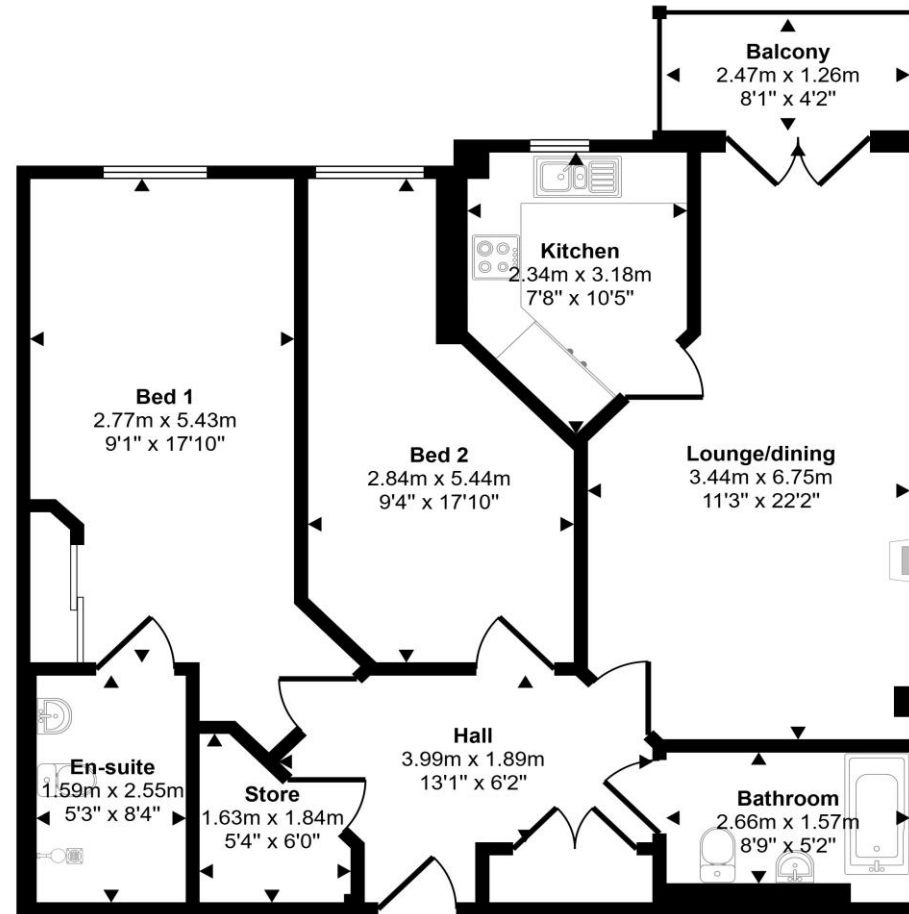 Balcony
2.47m x 1.26m
8'1" x 4'2"
Kitchen
2.34m x 3.18m
7'8" x 10'5"
Bed 1
2.77m x 5.43m
9'1" x 17'10"
Bed 2
2.84m x 5.44m
9'4" x 17'10"
Lounge/dining
3.44m x 6.75m
11'3" x 22'2"
Hall
3.99m x 1.89m
13'1" x 6'2"
En-suite
1.59m x 2.55m
5'3" x 8'4"
Store
1.63m x 1.84m
5'4" x 6'0"
Bathroom
2.66m x 1.57m
8'9" x 5'2"